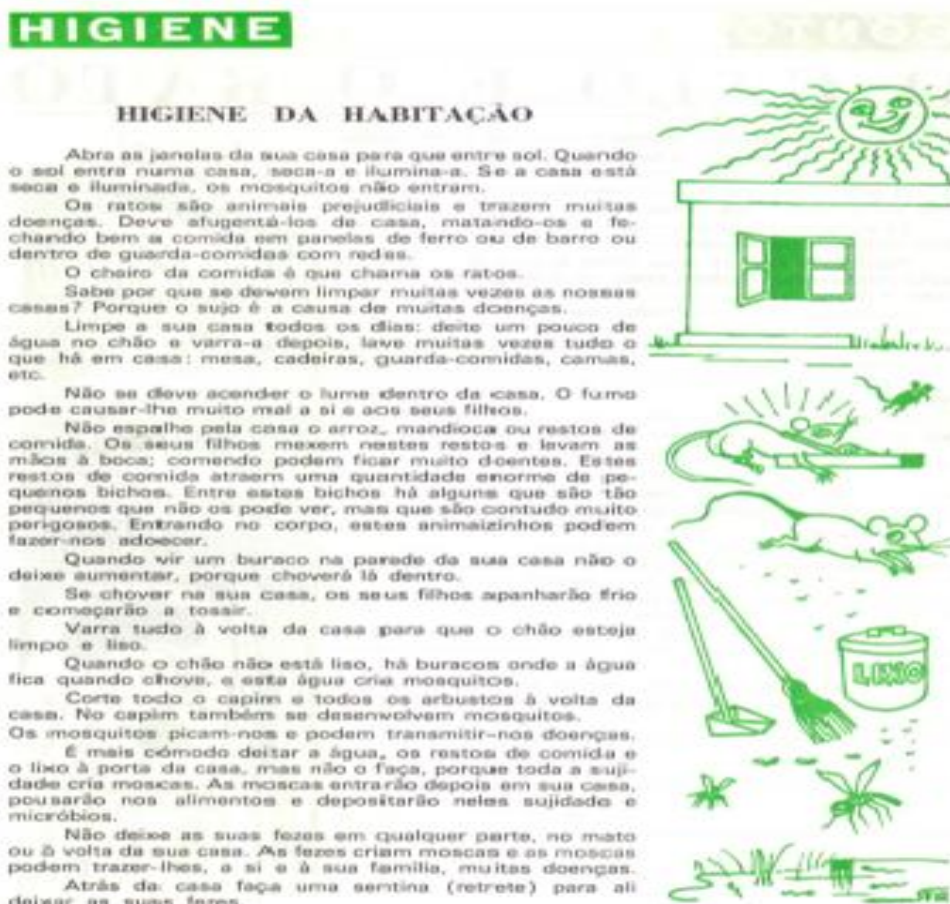 HIGIENE
HIGIENE DA HABITAÇÃO
Abra as janelas da sua casa para que entre sol. Quando
o sol entra numa casa, seca-a e ilumina-a. Se a casa está
seca e iluminada, os mosquitos não entram.
Os ratos são animais prejudiciais e trazem muitas
doenças. Deve afugentá-los de casa, matando-os e fe-
chando bem a comida em panelas de ferro ou de barro ou
dentro de guarda-comidas com redes.
O cheiro da comida é que chama os ratos.
Sabe por que se devem limpar muitas vezes as nossas
casas? Porque o sujo é a causa de muitas doenças.
Limpe a sua casa todos os dias: deite um pouco de
água no chão e varra-a depois, lave muitas vezes tudo o
que há em casa: mesa, cadeiras, guarda-comidas, camas,
etc.
Não se deve acender o lume dentro da casa. O fumo
pode causar-lhe muito mal a si e aos seus filhos.
Não espalhe pela casa o arroz, mandioca ou restos de
comida. Os seus filhos mexem nestes restos e levam as
mãos à boca; comendo podem ficar muito doentes. Estes
restos de comida atraem uma quantidade enorme de pe-
quenos bichos. Entre estes bichos há alguns que são tão
pequenos que não os pode ver, mas que são contudo muito
perigosos. Entrando no corpo, estes animaizinhos podem
fazer-nos adoecer.
Quando vir um buraco na parede da sua casa não o
deixe aumentar, porque choverá lá dentro.
Se chover na sua casa, os seus filhos apanharão frio
e começarão a tossir.
Varra tudo à volta da casa para que o chão esteja
limpo e liso.
Quando o chão não está liso, há buracos onde a água
fica quando chove, e esta água cria mosquitos.
Corte todo o capim e todos os arbustos à volta da
casa. No capim também se desenvolvem mosquitos.
Os mosquitos picam-nos e podem transmitir-nos doenças.
É mais cómodo deitar a água, os restos de comida e
o lixo à porta da casa, mas não o faça, porque toda a suji-
dade cria moscas. As moscas entrarão depois em sua casa,
pousarão nos alimentos e depositarão neles sujidade e
micróbios.
Não deixe as suas fezes em qualquer parte, no mato
ou à volta da sua casa. As fezes criam moscas e as moscas
podem trazer-lhes, a si e à sua família, muitas doenças.
Atrás da casa faça uma sentina (retrete) para ali
deixar as suas fezes.
LIXO